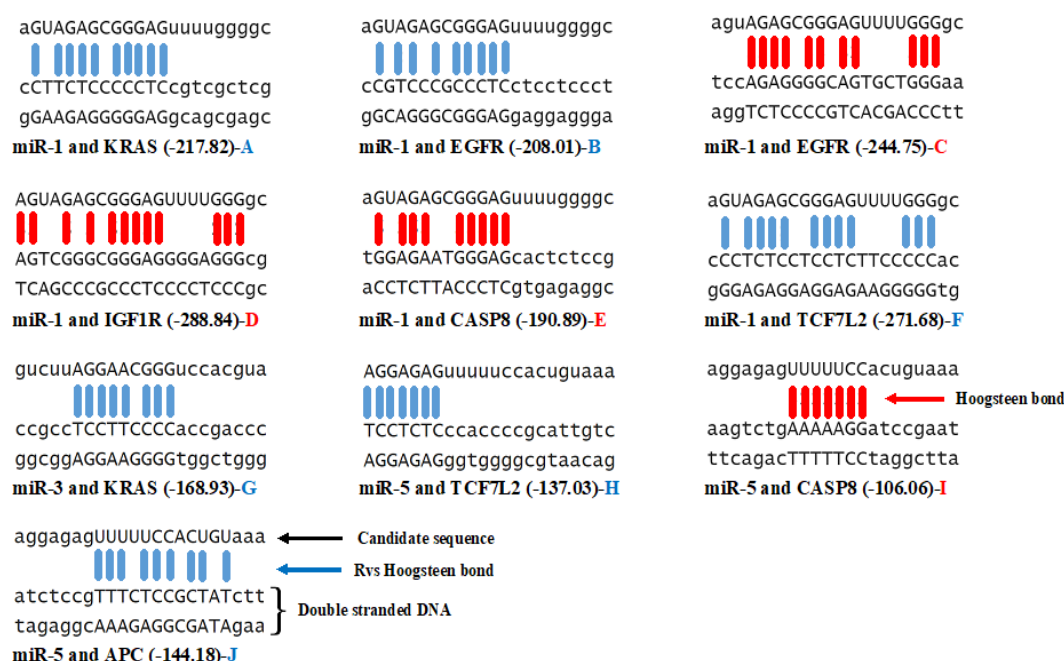 aGUAGAGCGGGAGuuuuggggc
cCTTCTCCCCCTCcgtcgctcg
gGAAGAGGGGGAGgcagcgagc
miR-1 and KRAS (-217.82)-A
aGUAGAGCGGGAGuuuuggggc
cCGTCCCGCCCTCctcctccct
gGCAGGGCGGGAGgaggaggga
miR-1 and EGFR (-208.01)-B
aguAGAGCGGGAGUUUUGGGgc
tccAGAGGGGCAGTGCTGGGaa
aggTCTCCCCGTCACGACCCtt
miR-1 and EGFR (-244.75)-C
AGUAGAGCGGGAGUUUUGGGgc
AGTCGGGCGGGAGGGGAGGGcg
TCAGCCCGCCCTCCCCTCCCgc
miR-1 and IGF1R (-288.84)-D
aGUAGAGCGGGAGuuuuggggc
tGGAGAATGGGAGcactctccg
aCCTCTTACCCTCgtgagaggc
miR-1 and CASP8 (-190.89)-E
aGUAGAGCGGGAGUUUUGGGgc
cCCTCTCCTCCTCTTCCCCCac
gGGAGAGGAGGAGAAGGGGGtg
miR-1 and TCF7L2 (-271.68)-F
gucuuAGGAACGGGuccacgua
ccgccTCCTTCCCCaccgaccc
ggcggAGGAAGGGGtggctggg
miR-3 and KRAS (-168.93)-G
AGGAGAGuuuuuccacuguaaa
TCCTCTCccaccccgcattgtc
AGGAGAGggtggggcgtaacag
miR-5 and TCF7L2 (-137.03)-H
aggagagUUUUUCCacuguaaa
Hoogsteen bond
aagtctgAAAAAGGatccgaat
ttcagacTTTTTCCtaggctta
miR-5 and CASP8 (-106.06)-I
aggagagUUUUUCCACUGUaaa
Candidate sequence
Rvs Hoogsteen bond
atctccgTTTCTCCGCTATctt
Double stranded DNA
tagaggcAAAGAGGCGATAgaa
miR-5 and APC (-144.18)-J